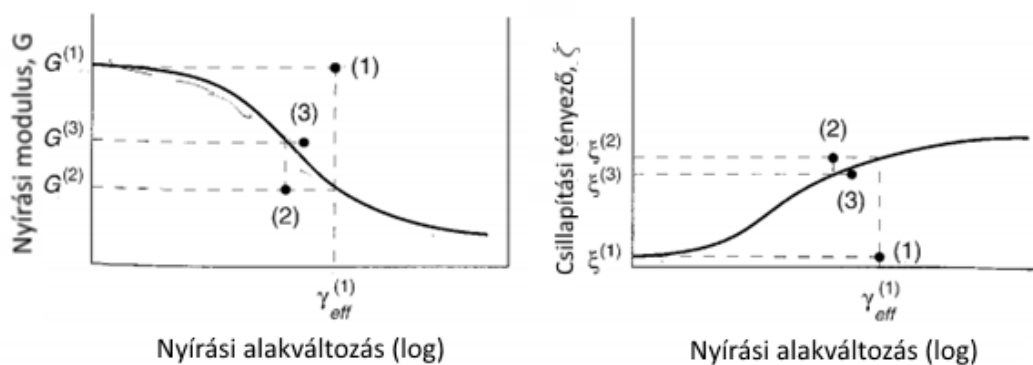 Nyírási modulus, G
G(1)
G(3)
G(2)
(1)
(3)
(2)
γeff(1)
Nyírási alakváltozás (log)
Csillapítási tényező, ζ
ξ(2)
ξ(3)
ξ(1)
(2)
(3)
(1)
γeff(1)
Nyírási alakváltozás (log)